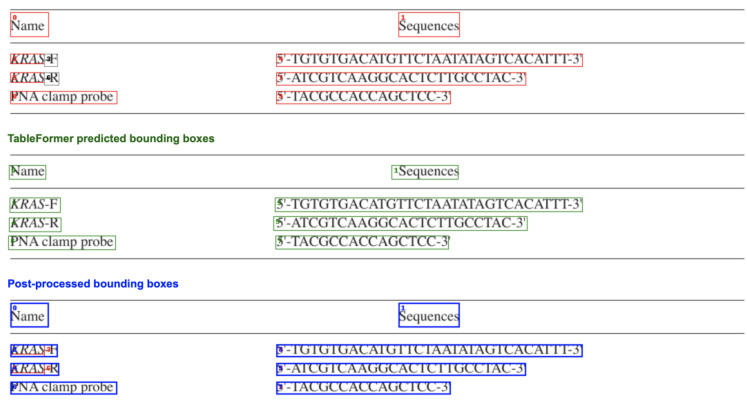 Name Sequences
KRAS-F 5'-TGTGTGACATGTTCTAATATAGTCACATTT-3'
KRAS-R 5'-ATCGTCAAGGCACTCTTGCCTAC-3'
PNA clamp probe 5'-TACGCCACCAGCTCC-3'
TableFormer predicted bounding boxes
Name Sequences
KRAS-F 5'-TGTGTGACATGTTCTAATATAGTCACATTT-3'
KRAS-R 5'-ATCGTCAAGGCACTCTTGCCTAC-3'
PNA clamp probe 5'-TACGCCACCAGCTCC-3'
Post-processed bounding boxes
Name Sequences
KRAS-F 5'-TGTGTGACATGTTCTAATATAGTCACATTT-3'
KRAS-R 5'-ATCGTCAAGGCACTCTTGCCTAC-3'
PNA clamp probe 5'-TACGCCACCAGCTCC-3'